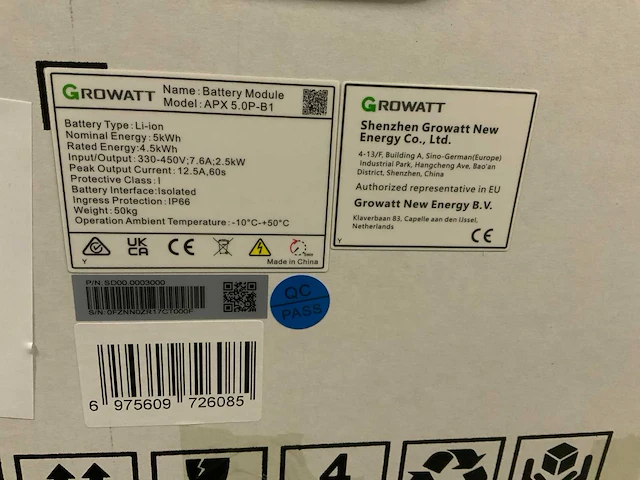 GROWATT
Name: Battery Module
Model: APX 5.0P-B1
Battery Type: Li-ion
Nominal Energy: 5kWh
Rated Energy: 4.5kWh
Input/Output: 330-450V; 7.6A; 2.5kW
Peak Output Current: 12.5A, 60s
Protective Class: I
Battery Interface: Isolated
Ingress Protection: IP66
Weight: 50kg
Operation Ambient Temperature: -10°C-+50°C
UK
CA
CE
Y
Made in China
GROWATT
Shenzhen Growatt New
Energy Co., Ltd.
4-13/F, Building A, Sino-German(Europe)
Industrial Park, Hangcheng Ave, Bao'an
District, Shenzhen, China
Authorized representative in EU
Growatt New Energy B.V.
Klaverbaan 83, Capelle aan den IJssel,
Netherlands
Y
CE
P/N: SD00.0003000
S/N: 0FZNN0ZR17CT000F
QC
PASS
6 975609 726085
4